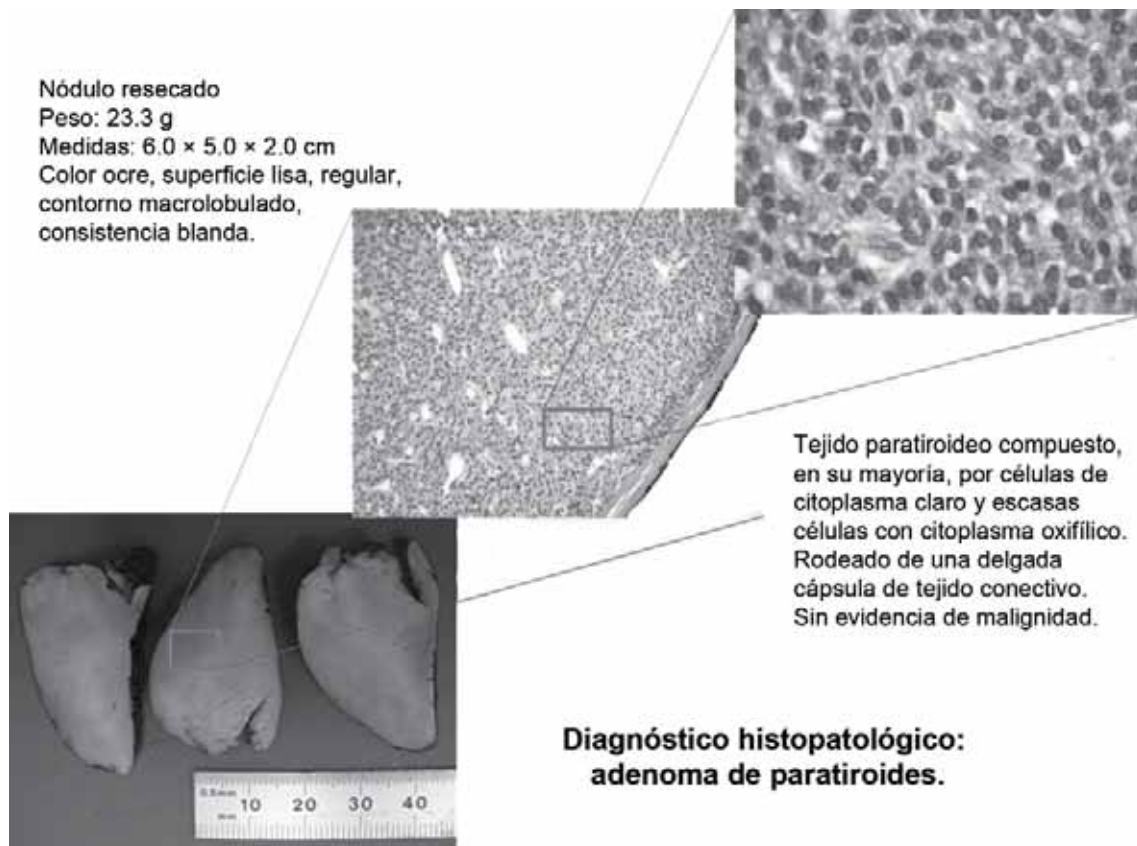 Nódulo resecado
Peso: 23.3 g
Medidas: 6.0 × 5.0 × 2.0 cm
Color ocre, superficie lisa, regular,
contorno macrolobulado,
consistencia blanda.
Tejido paratiroideo compuesto,
en su mayoría, por células de
citoplasma claro y escasas
células con citoplasma oxifílico.
Rodeado de una delgada
cápsula de tejido conectivo.
Sin evidencia de malignidad.
Diagnóstico histopatológico:
adenoma de paratiroides.
0.5mm
mm 10 20 30 40